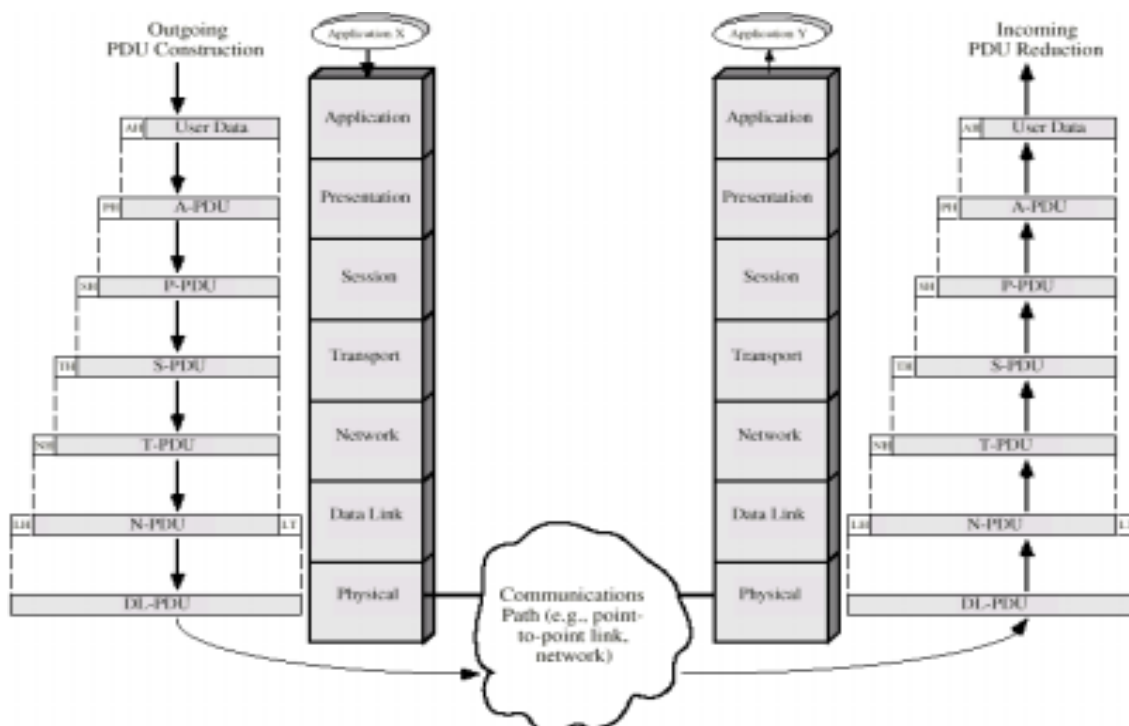 Outgoing
PDU Construction
Application X
Application Y
Incoming
PDU Reduction
AH User Data
Application
Application
AH User Data
PH A-PDU
Presentation
Presentation
PH A-PDU
SH P-PDU
Session
Session
SH P-PDU
TH S-PDU
Transport
Transport
TH S-PDU
NH T-PDU
Network
Network
NH T-PDU
LH N-PDU LT
Data Link
Data Link
LH N-PDU
DL-PDU
Physical
Communications
Path (e.g., point-
to-point link,
network)
Physical
DL-PDU